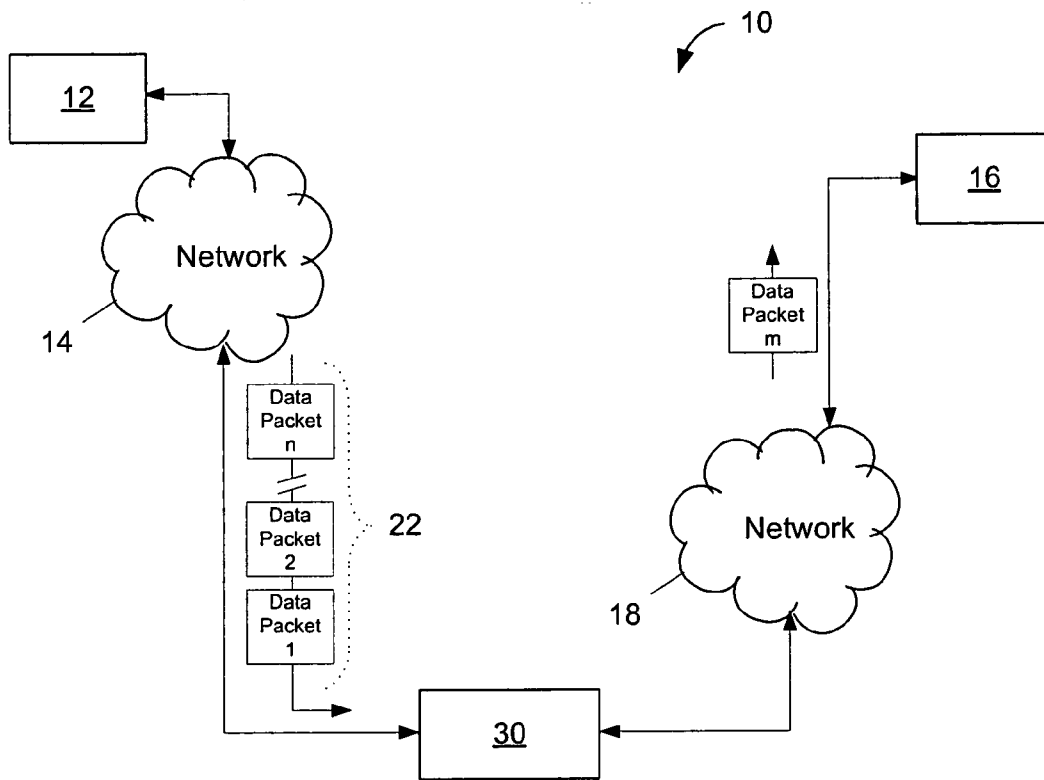 10
12
16
Network
14
Data
Packet
m
Data
Packet
n
Data
Packet
2
22
Data
Packet
1
Network
18
30